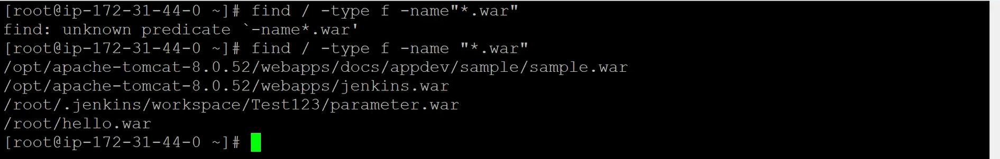 [root@ip-172-31-44-0 ~]# find / -type f -name"*.war"
find: unknown predicate `-name*.war'
[root@ip-172-31-44-0 ~]# find / -type f -name "*.war"
/opt/apache-tomcat-8.0.52/webapps/docs/appdev/sample/sample.war
/opt/apache-tomcat-8.0.52/webapps/jenkins.war
/root/.jenkins/workspace/Test123/parameter.war
/root/hello.war
[root@ip-172-31-44-0 ~]#